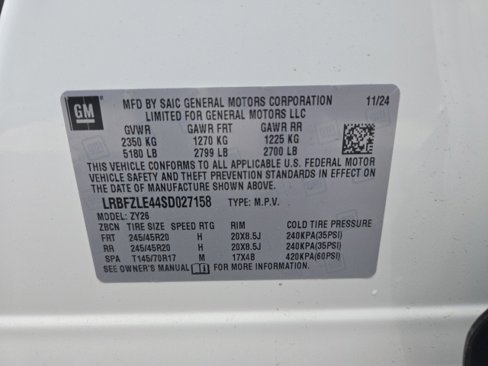 GM
MFD BY SAIC GENERAL MOTORS CORPORATION 11/24
LIMITED FOR GENERAL MOTORS LLC
GVWR GAWR FRT GAWR RR
2350 KG 1270 KG 1225 KG
5180 LB 2799 LB 2700 LB
THIS VEHICLE CONFORMS TO ALL APPLICABLE U.S. FEDERAL MOTOR
VEHICLE SAFETY AND THEFT PREVENTION STANDARDS IN EFFECT ON
THE DATE OF MANUFACTURE SHOWN ABOVE.
LRBFZLE44SD027158 TYPE: M.P.V.
MODEL: ZY26
ZBCN TIRE SIZE SPEED RTG RIM COLD TIRE PRESSURE
FRT 245/45R20 H 20X8.5J 240KPA(35PSI)
RR 245/45R20 H 20X8.5J 240KPA(35PSI)
SPA T145/70R17 M 17X4B 420KPA(60PSI)
SEE OWNER'S MANUAL